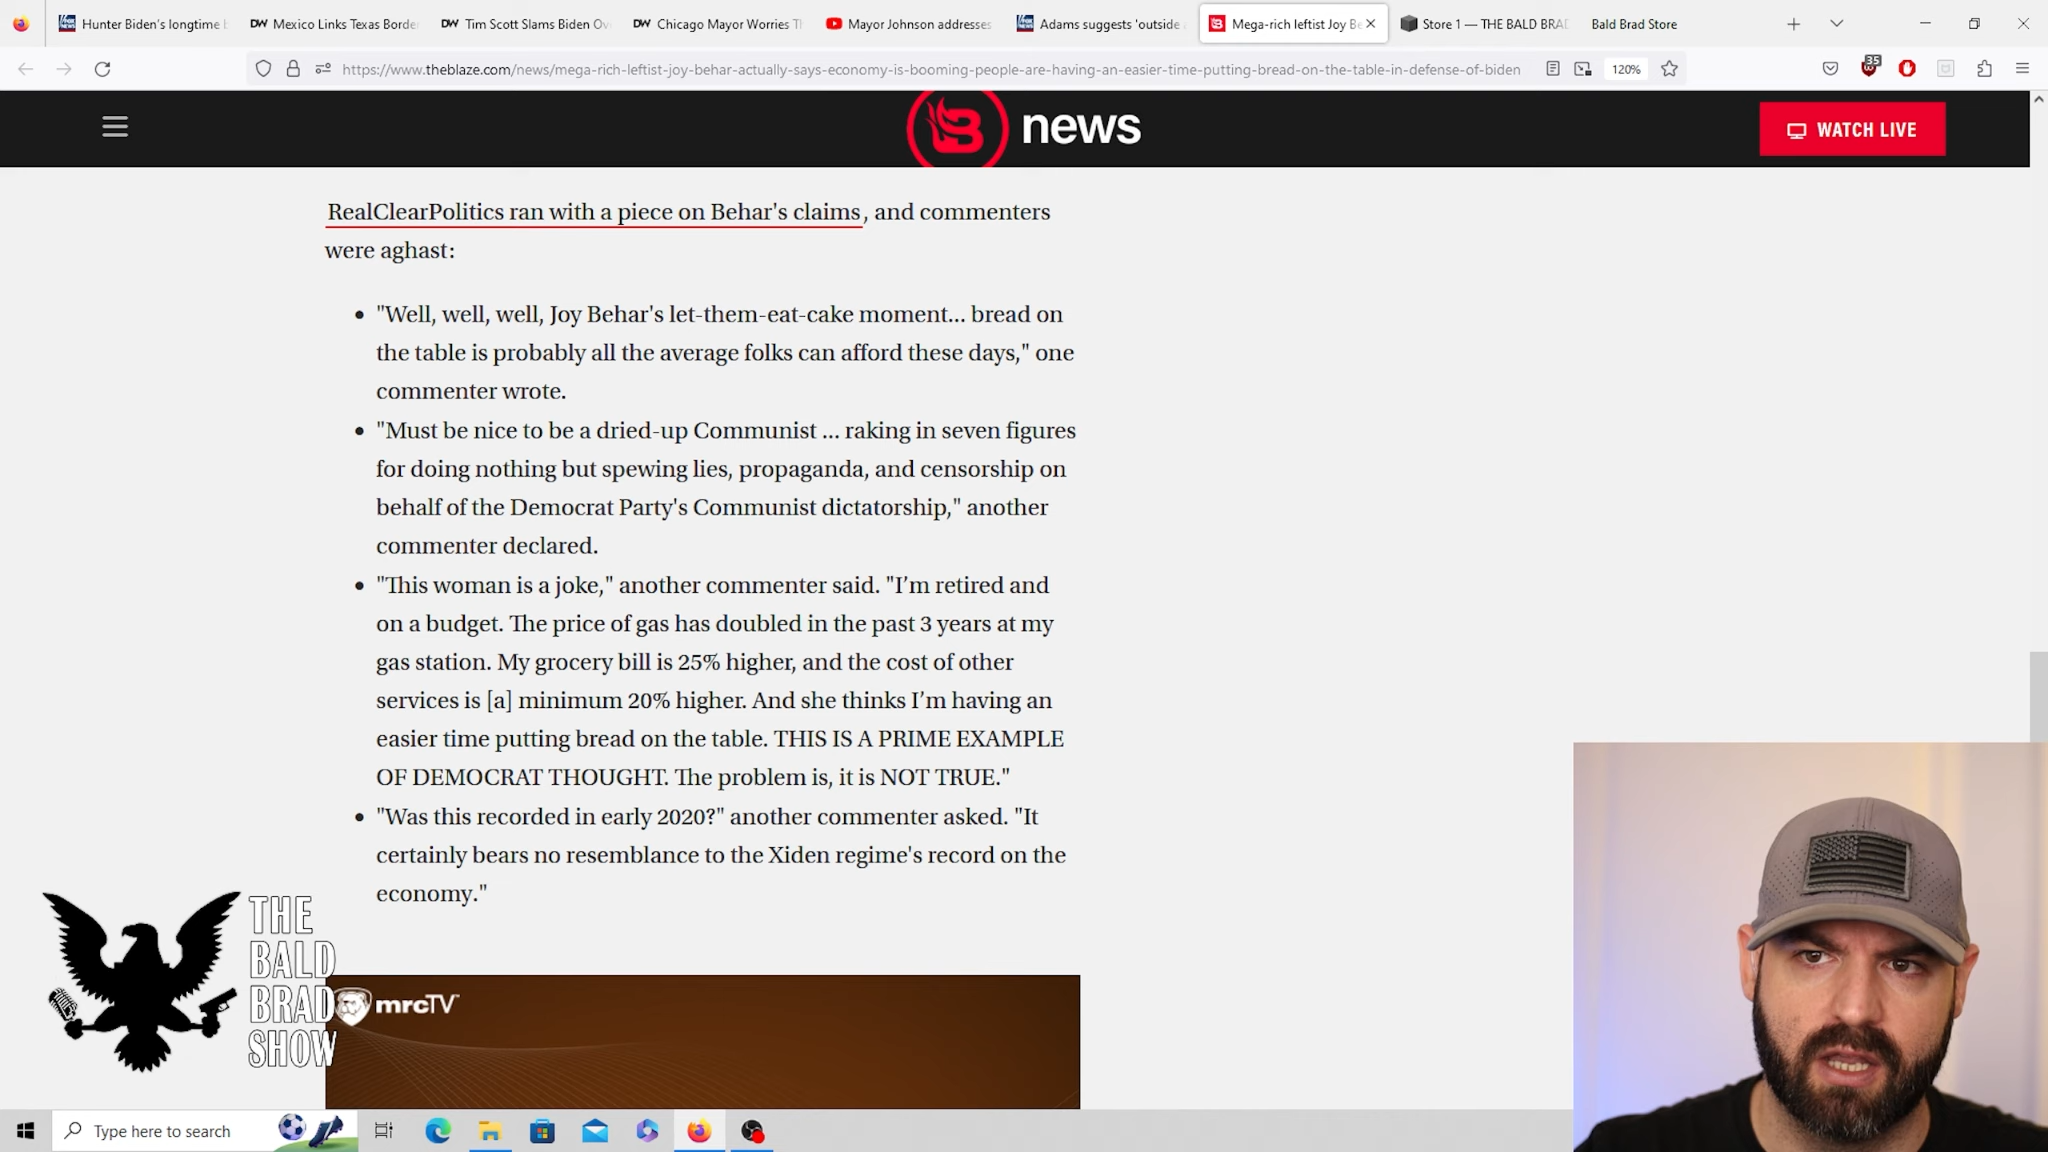 Hunter Biden's longtime
DW Mexico Links Texas Borde
DW Tim Scott Slams Biden Ov
DW Chicago Mayor Worries T
Mayor Johnson addresses
FOX NEWS Adams suggests 'outside
Mega-rich leftist Joy Be
Store 1 — THE BALD BRAD
Bald Brad Store
https://www.theblaze.com/news/mega-rich-leftist-joy-behar-actually-says-economy-is-booming-people-are-having-an-easier-time-putting-bread-on-the-table-in-defense-of-biden
120%
35
B news
WATCH LIVE
RealClearPolitics ran with a piece on Behar's claims, and commenters
were aghast:
• "Well, well, well, Joy Behar's let-them-eat-cake moment... bread on
the table is probably all the average folks can afford these days," one
commenter wrote.
• "Must be nice to be a dried-up Communist ... raking in seven figures
for doing nothing but spewing lies, propaganda, and censorship on
behalf of the Democrat Party's Communist dictatorship," another
commenter declared.
• "This woman is a joke," another commenter said. "I'm retired and
on a budget. The price of gas has doubled in the past 3 years at my
gas station. My grocery bill is 25% higher, and the cost of other
services is [a] minimum 20% higher. And she thinks I'm having an
easier time putting bread on the table. THIS IS A PRIME EXAMPLE
OF DEMOCRAT THOUGHT. The problem is, it is NOT TRUE."
• "Was this recorded in early 2020?" another commenter asked. "It
certainly bears no resemblance to the Xiden regime's record on the
economy."
THE
BALD
BRAD
SHOW
mrcTV
Type here to search